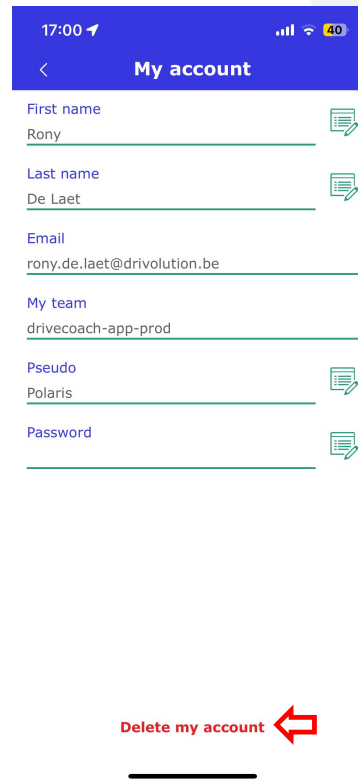 17:00
40
My account
First name
Rony
Last name
De Laet
Email
rony.de.laet@drivolution.be
My team
drivecoach-app-prod
Pseudo
Polaris
Password
Delete my account